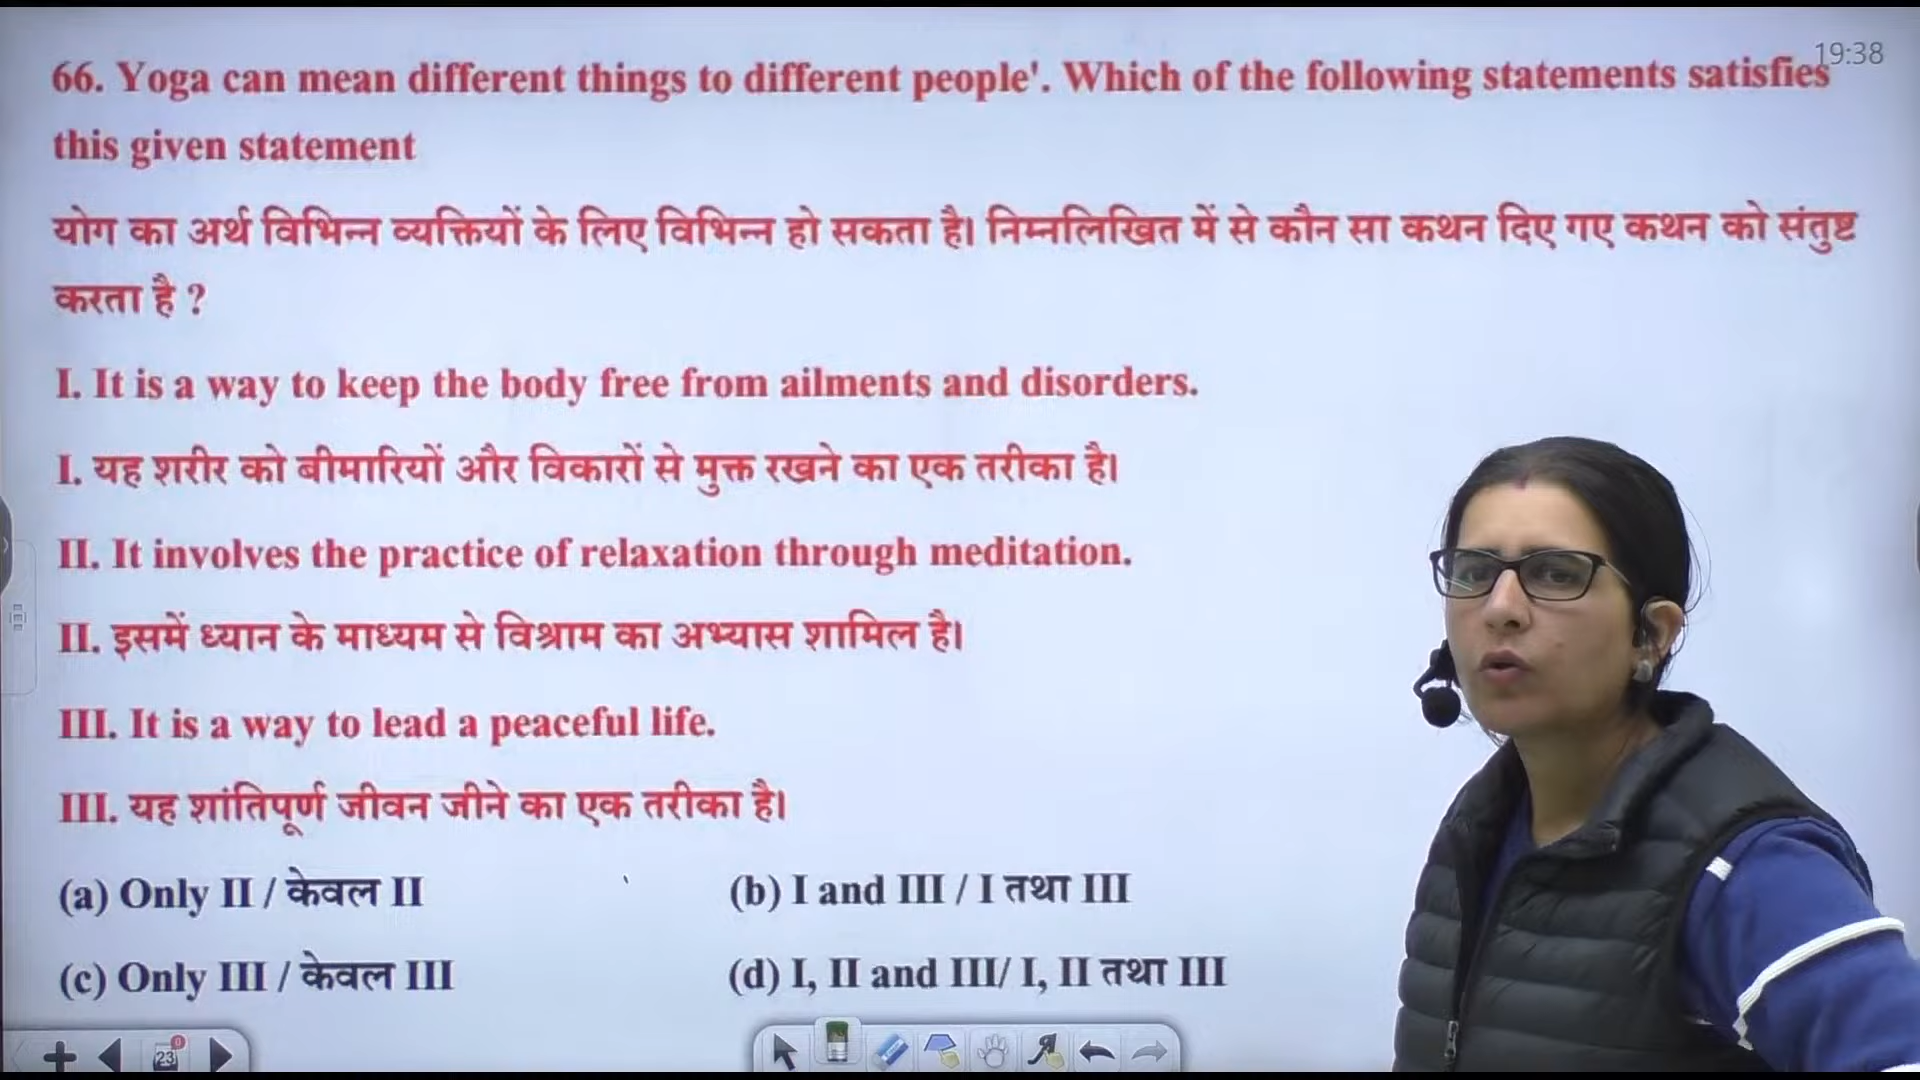 19:38
66. Yoga can mean different things to different people'. Which of the following statements satisfies
this given statement
योग का अर्थ विभिन्न व्यक्तियों के लिए विभिन्न हो सकता है। निम्नलिखित में से कौन सा कथन दिए गए कथन को संतुष्ट
करता है ?
I. It is a way to keep the body free from ailments and disorders.
I. यह शरीर को बीमारियों और विकारों से मुक्त रखने का एक तरीका है।
II. It involves the practice of relaxation through meditation.
II. इसमें ध्यान के माध्यम से विश्राम का अभ्यास शामिल है।
III. It is a way to lead a peaceful life.
III. यह शांतिपूर्ण जीवन जीने का एक तरीका है।
(a) Only II / केवल II
(b) I and III / I तथा III
(c) Only III / केवल III
(d) I, II and III/ I, II तथा III
23
0